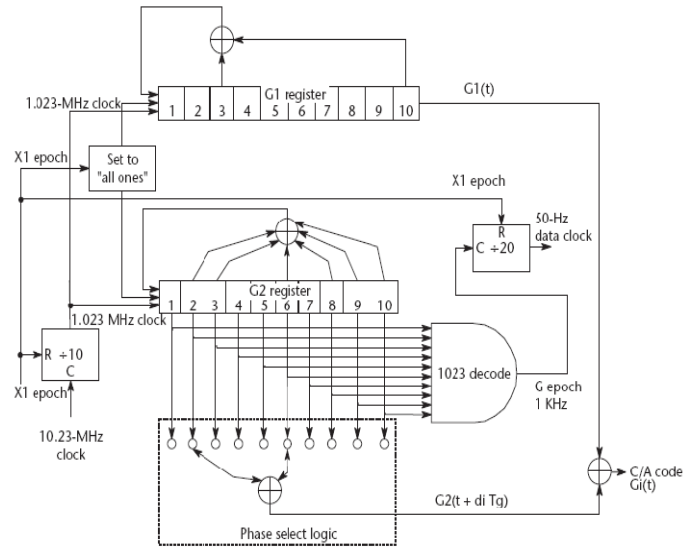 G1 register
G1(t)
1.023-MHz clock
1 2 3 4 5 6 7 8 9 10
X1 epoch
Set to
"all ones"
X1 epoch
50-Hz
data clock
R
C ÷20
G2 register
1 2 3 4 5 6 7 8 9 10
1.023 MHz clock
R ÷10
C
1023 decode
X1 epoch
G epoch
1 KHz
10.23-MHz
clock
C/A code
Gi(t)
G2(t + di Tg)
Phase select logic